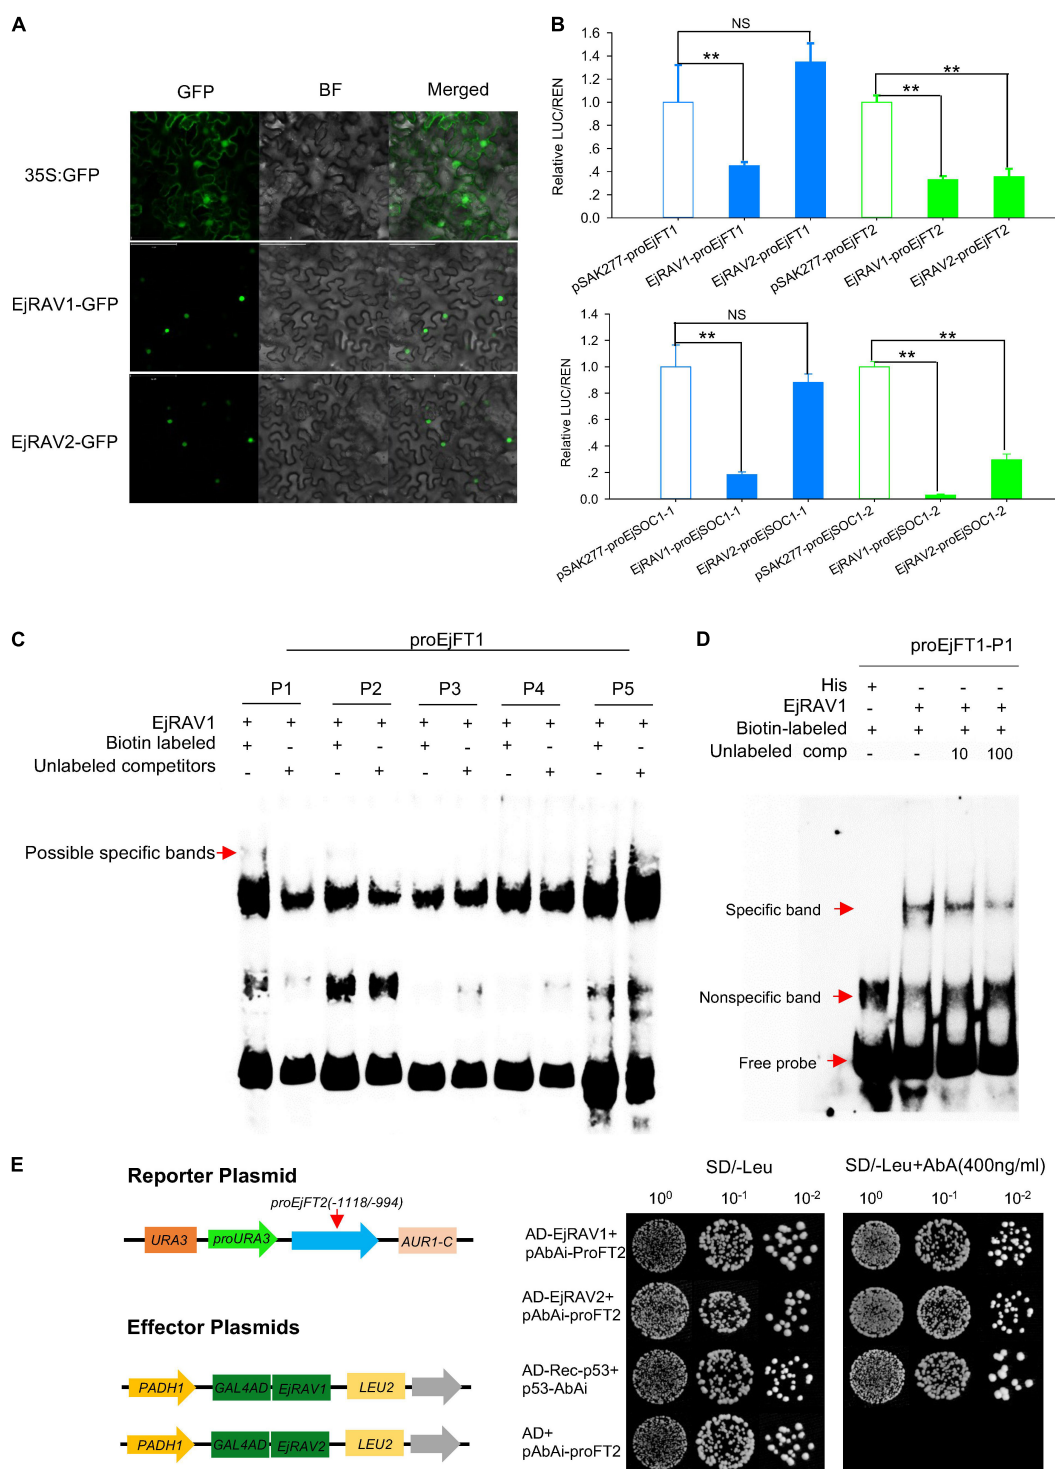 A
GFP BF Merged
35S:GFP
EjRAV1-GFP
EjRAV2-GFP
B
Relative LUC/REN
1.6
1.4
1.2
1.0
.8
.6
.4
.2
0.0
NS
**
**
**
pSAK277-proEjFT1
EjRAV1-proEjFT1
EjRAV2-proEjFT1
pSAK277-proEjFT2
EjRAV1-proEjFT2
EjRAV2-proEjFT2
Relative LUC/REN
1.4
1.2
1.0
.8
.6
.4
.2
0.0
NS
**
**
**
pSAK277-proEjSOC1-1
EjRAV1-proEjSOC1-1
EjRAV2-proEjSOC1-1
pSAK277-proEjSOC1-2
EjRAV1-proEjSOC1-2
EjRAV2-proEjSOC1-2
C
proEjFT1
P1 P2 P3 P4 P5
EjRAV1 + + + + + + + + + +
Biotin labeled + - + - + - + - + -
Unlabeled competitors - + - + - + - + - +
Possible specific bands
D
proEjFT1-P1
His + - - -
EjRAV1 - + + +
Biotin-labeled + + + +
Unlabeled comp - - 10 100
Specific band
Nonspecific band
Free probe
E
Reporter Plasmid
proEjFT2(-1118/-994)
URA3 proURA3 AUR1-C
Effector Plasmids
PADH1 GAL4AD EjRAV1 LEU2
PADH1 GAL4AD EjRAV2 LEU2
SD/-Leu SD/-Leu+AbA(400ng/ml)
10⁰ 10⁻¹ 10⁻² 10⁰ 10⁻¹ 10⁻²
AD-EjRAV1+
pAbAi-ProFT2
AD-EjRAV2+
pAbAi-proFT2
AD-Rec-p53+
p53-AbAi
AD+
pAbAi-proFT2